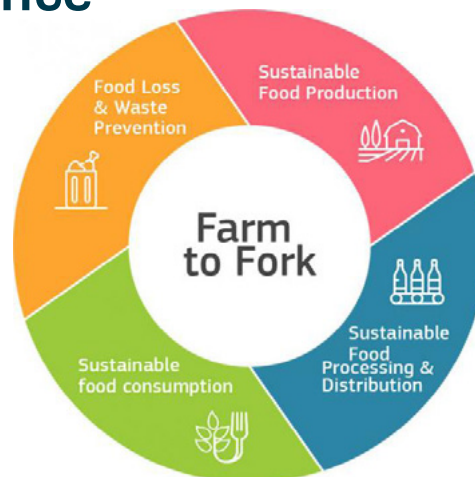 Food Loss
& Waste
Prevention
Sustainable
Food Production
Farm
to Fork
Sustainable
Food
Processing &
Distribution
Sustainable
food consumption